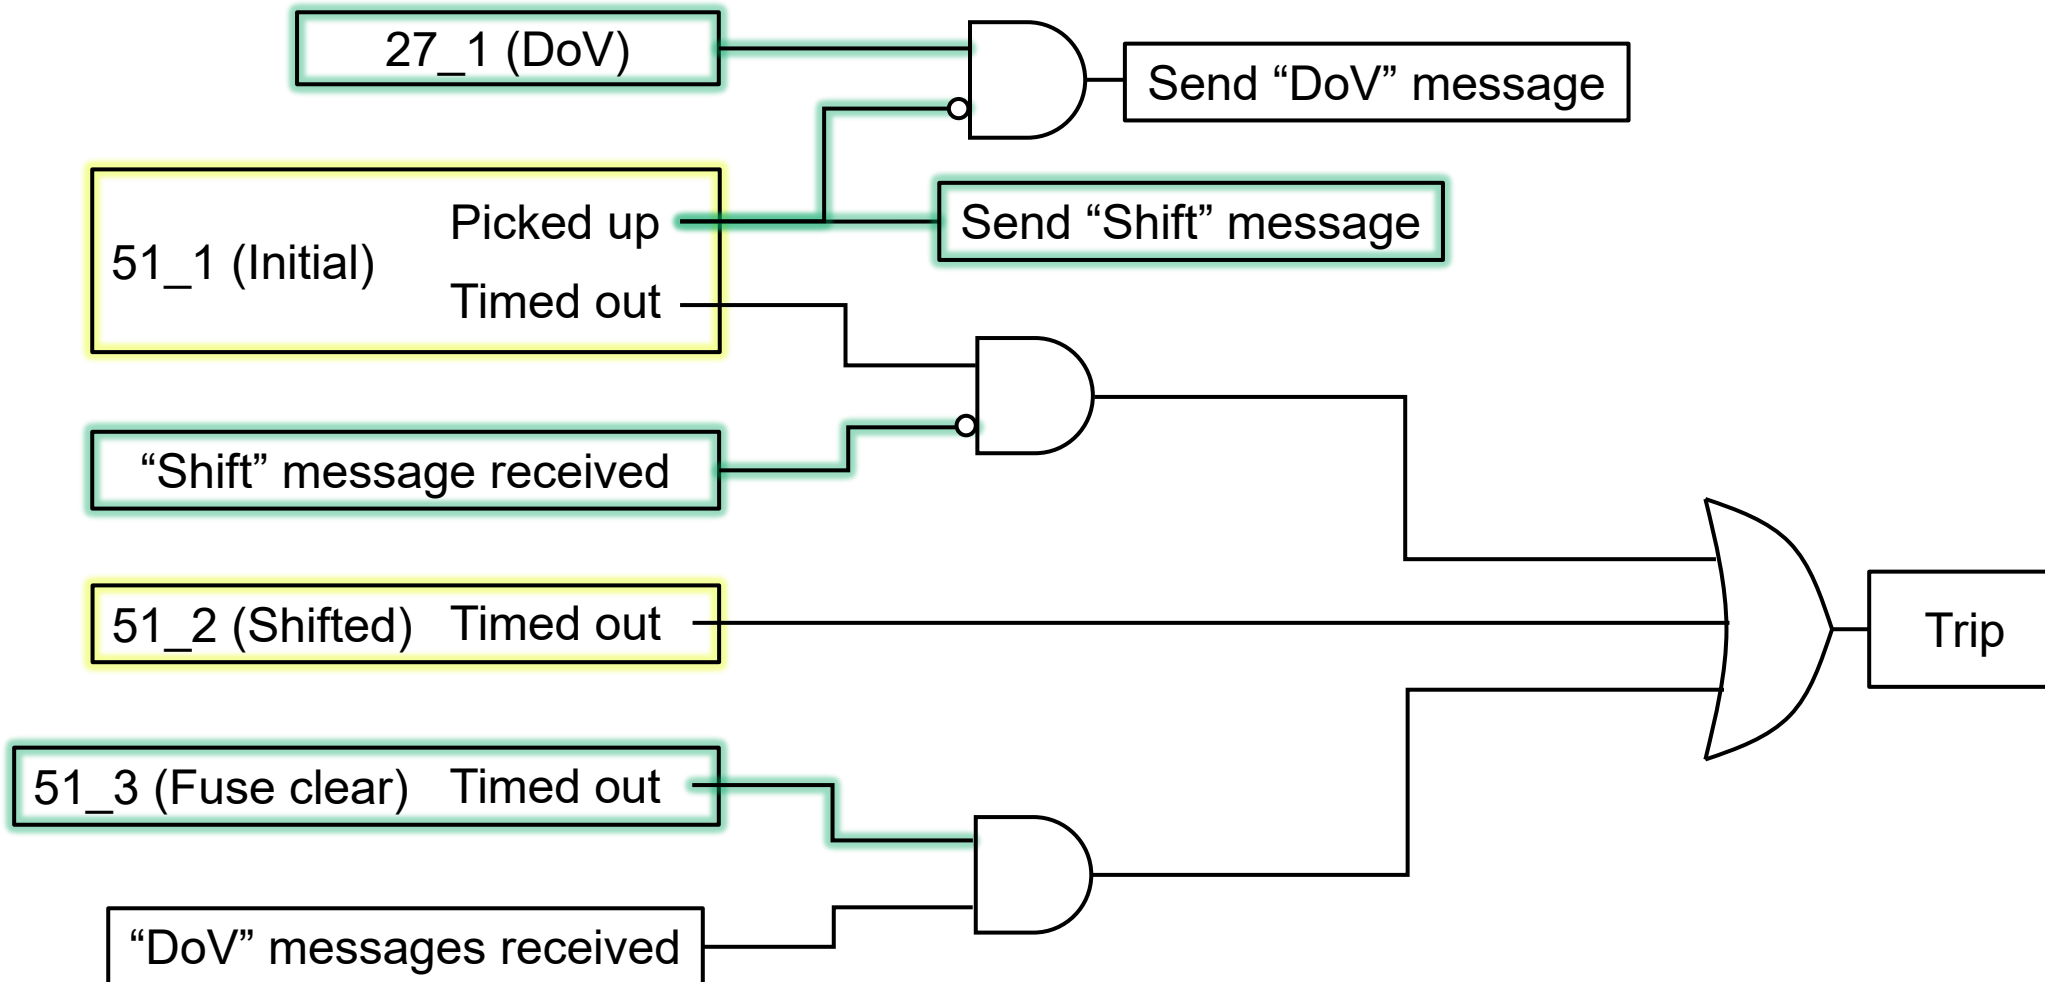 27_1 (DoV)
Send “DoV” message
51_1 (Initial)
Picked up
Send “Shift” message
Timed out
“Shift” message received
51_2 (Shifted) Timed out
Trip
51_3 (Fuse clear) Timed out
“DoV” messages received